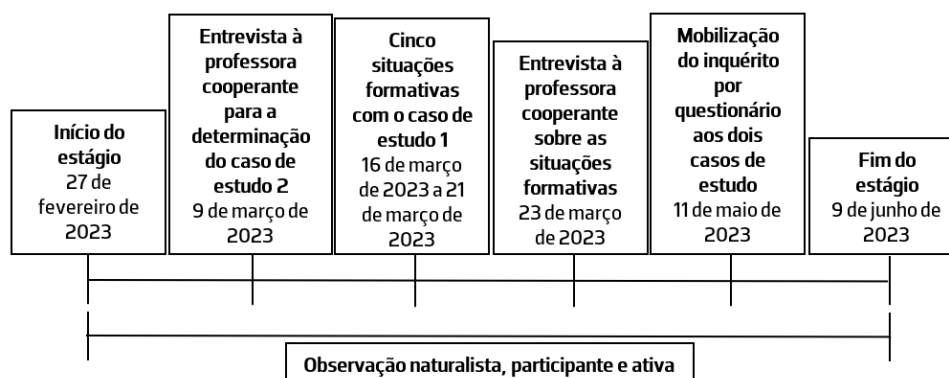 Início do
estágio
27 de
fevereiro de
2023
Entrevista à
professora
cooperante
para a
determinação
do caso de
estudo 2
9 de março de
2023
Cinco
situações
formativas
com o caso de
estudo 1
16 de março
de 2023 a 21
de março de
2023
Entrevista à
professora
cooperante
sobre as
situações
formativas
23 de março
de 2023
Mobilização
do inquérito
por
questionário
aos dois
casos de
estudo
11 de maio de
2023
Fim do
estágio
9 de junho de
2023
Observação naturalista, participante e ativa